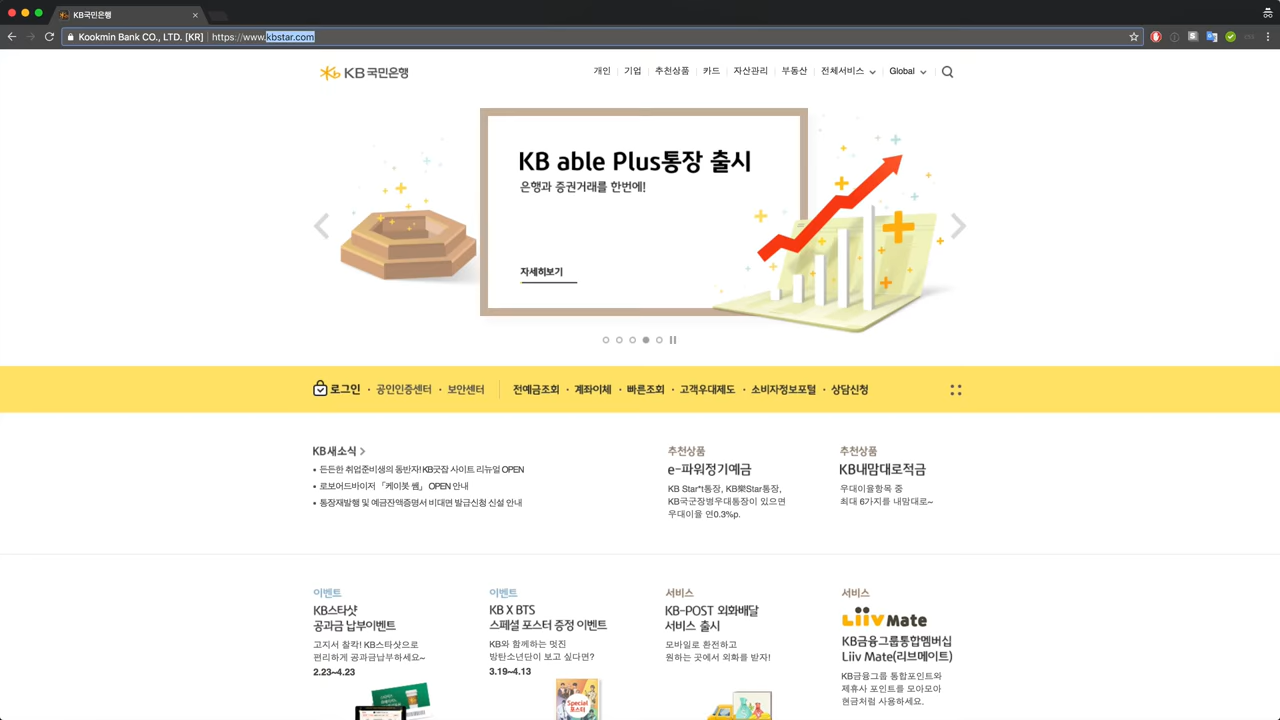 KB국민은행
Kookmin Bank CO., LTD. [KR] https://www.kbstar.com
KB국민은행
개인 기업 추천상품 카드 자산관리 부동산 전체서비스 Global
KB able Plus통장 출시
은행과 증권거래를 한번에!
자세히보기
로그인 · 공인인증센터 · 보안센터 전예금조회 · 계좌이체 · 빠른조회 · 고객우대제도 · 소비자정보포털 · 상담신청
KB새소식
• 든든한 취업준비생의 동반자! KB굿잡 사이트 리뉴얼 OPEN
• 로보어드바이저 「케이봇 쌤」 OPEN 안내
• 통장재발행 및 예금잔액증명서 비대면 발급신청 신설 안내
추천상품
e-파워정기예금
KB Star*t통장, KB樂Star통장,
KB국군장병우대통장이 있으면
우대이율 연0.3%p.
추천상품
KB내맘대로적금
우대이율항목 중
최대 6가지를 내맘대로~
이벤트
KB스타샷
공과금 납부이벤트
고지서 찰칵! KB스타샷으로
편리하게 공과금납부하세요~
2.23~4.23
이벤트
KB X BTS
스페셜 포스터 증정 이벤트
KB와 함께하는 멋진
방탄소년단이 보고 싶다면?
3.19~4.13
Special
포스터
서비스
KB-POST 외화배달
서비스 출시
모바일로 환전하고
원하는 곳에서 외화를 받자!
서비스
Liiv Mate
KB금융그룹통합멤버십
Liiv Mate(리브메이트)
KB금융그룹 통합포인트와
제휴사 포인트를 모아모아
현금처럼 사용하세요.